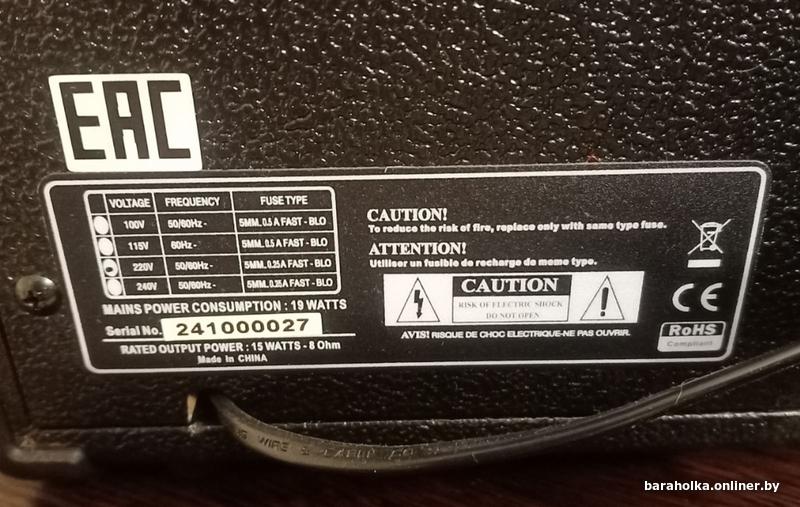 EAC
VOLTAGE FREQUENCY FUSE TYPE
100V 50/60Hz- 5MM. 0.5 A FAST - BLO
115V 60Hz- 5MM. 0.5 A FAST - BLO
220V 50/60Hz- 5MM. 0.25A FAST - BLO
240V 50/60Hz- 5MM. 0.25A FAST - BLO
MAINS POWER CONSUMPTION : 19 WATTS
Serial No. 241000027
RATED OUTPUT POWER : 15 WATTS - 8 Ohm
Made in CHINA
CAUTION!
To reduce the risk of fire, replace only with same type fuse.
ATTENTION!
Utiliser un fusible de recharge de meme type.
CAUTION
RISK OF ELECTRIC SHOCK
DO NOT OPEN
AVIS! RISQUE DE CHOC ELECTRIQUE-NE PAS OUVRIR.
CE
RoHS
Compliant
WIRE & CABLE
baraholka.onliner.by